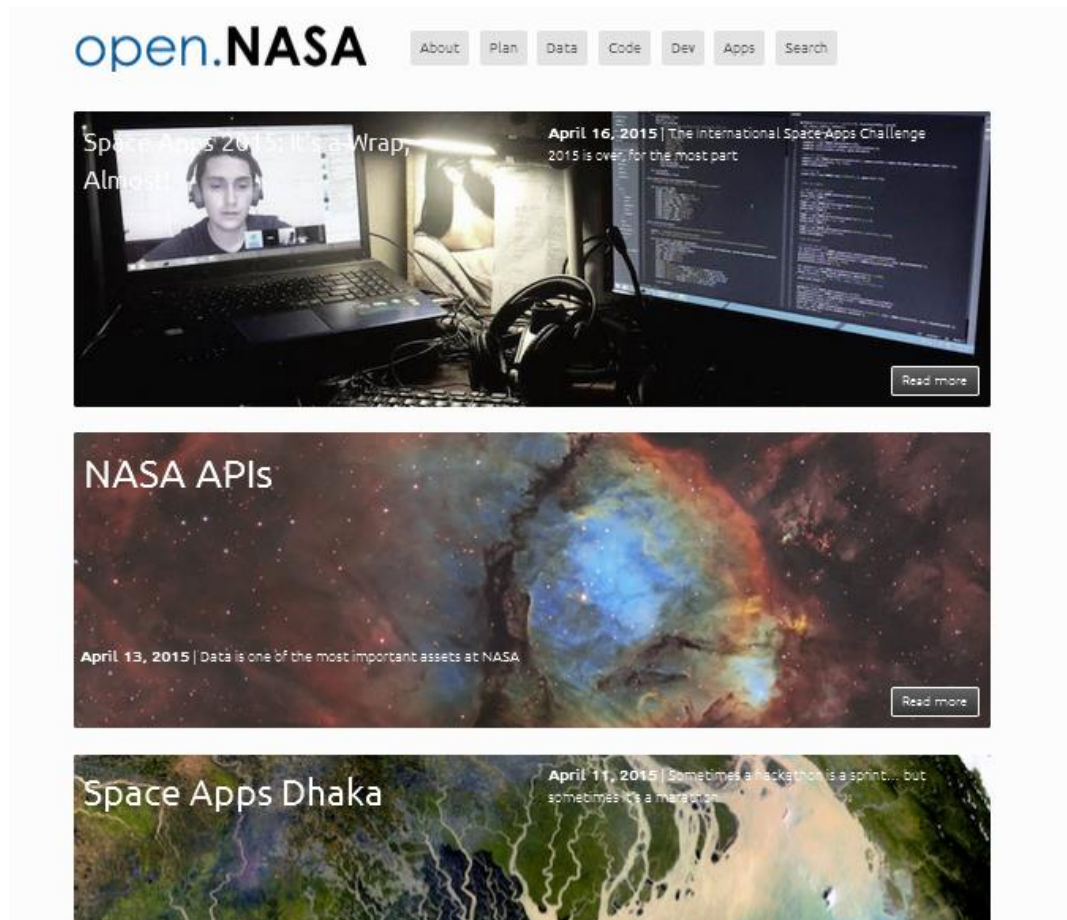 open.NASA
About
Plan
Data
Code
Dev
Apps
Search
Space Apps 2015: It's a Wrap,
Almost!
April 16, 2015 | The International Space Apps Challenge
2015 is over, for the most part
Read more
NASA APIs
April 13, 2015 | Data is one of the most important assets at NASA
Read more
Space Apps Dhaka
April 11, 2015 | Sometimes a hackathon is a sprint... but
sometimes it's a marathon